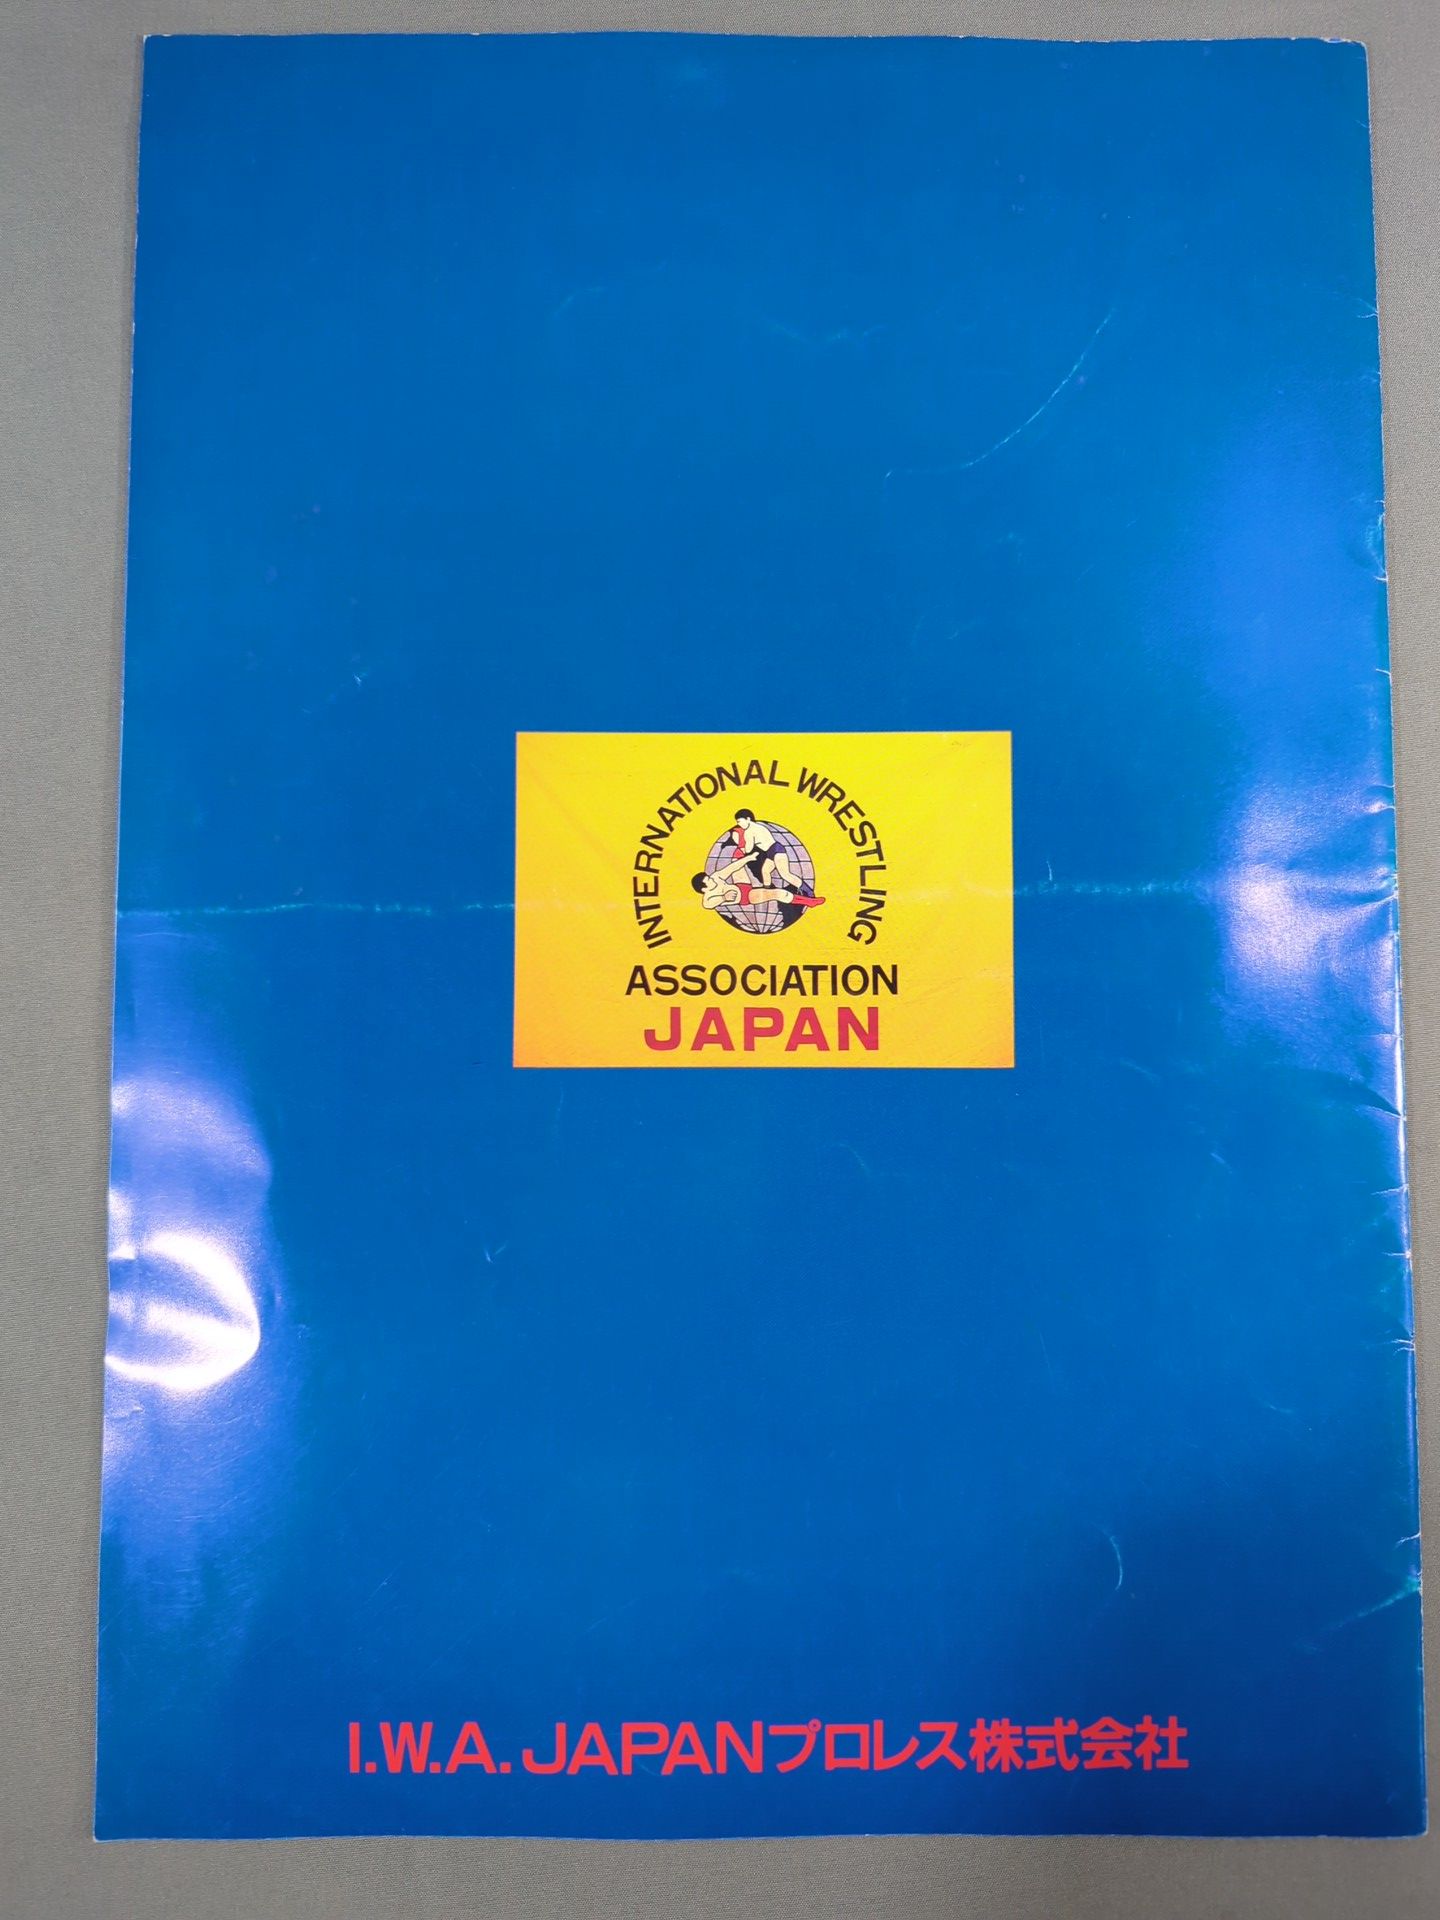 INTERNATIONAL WRESTLING
ASSOCIATION
JAPAN
I.W.A. JAPANプロレス株式会社